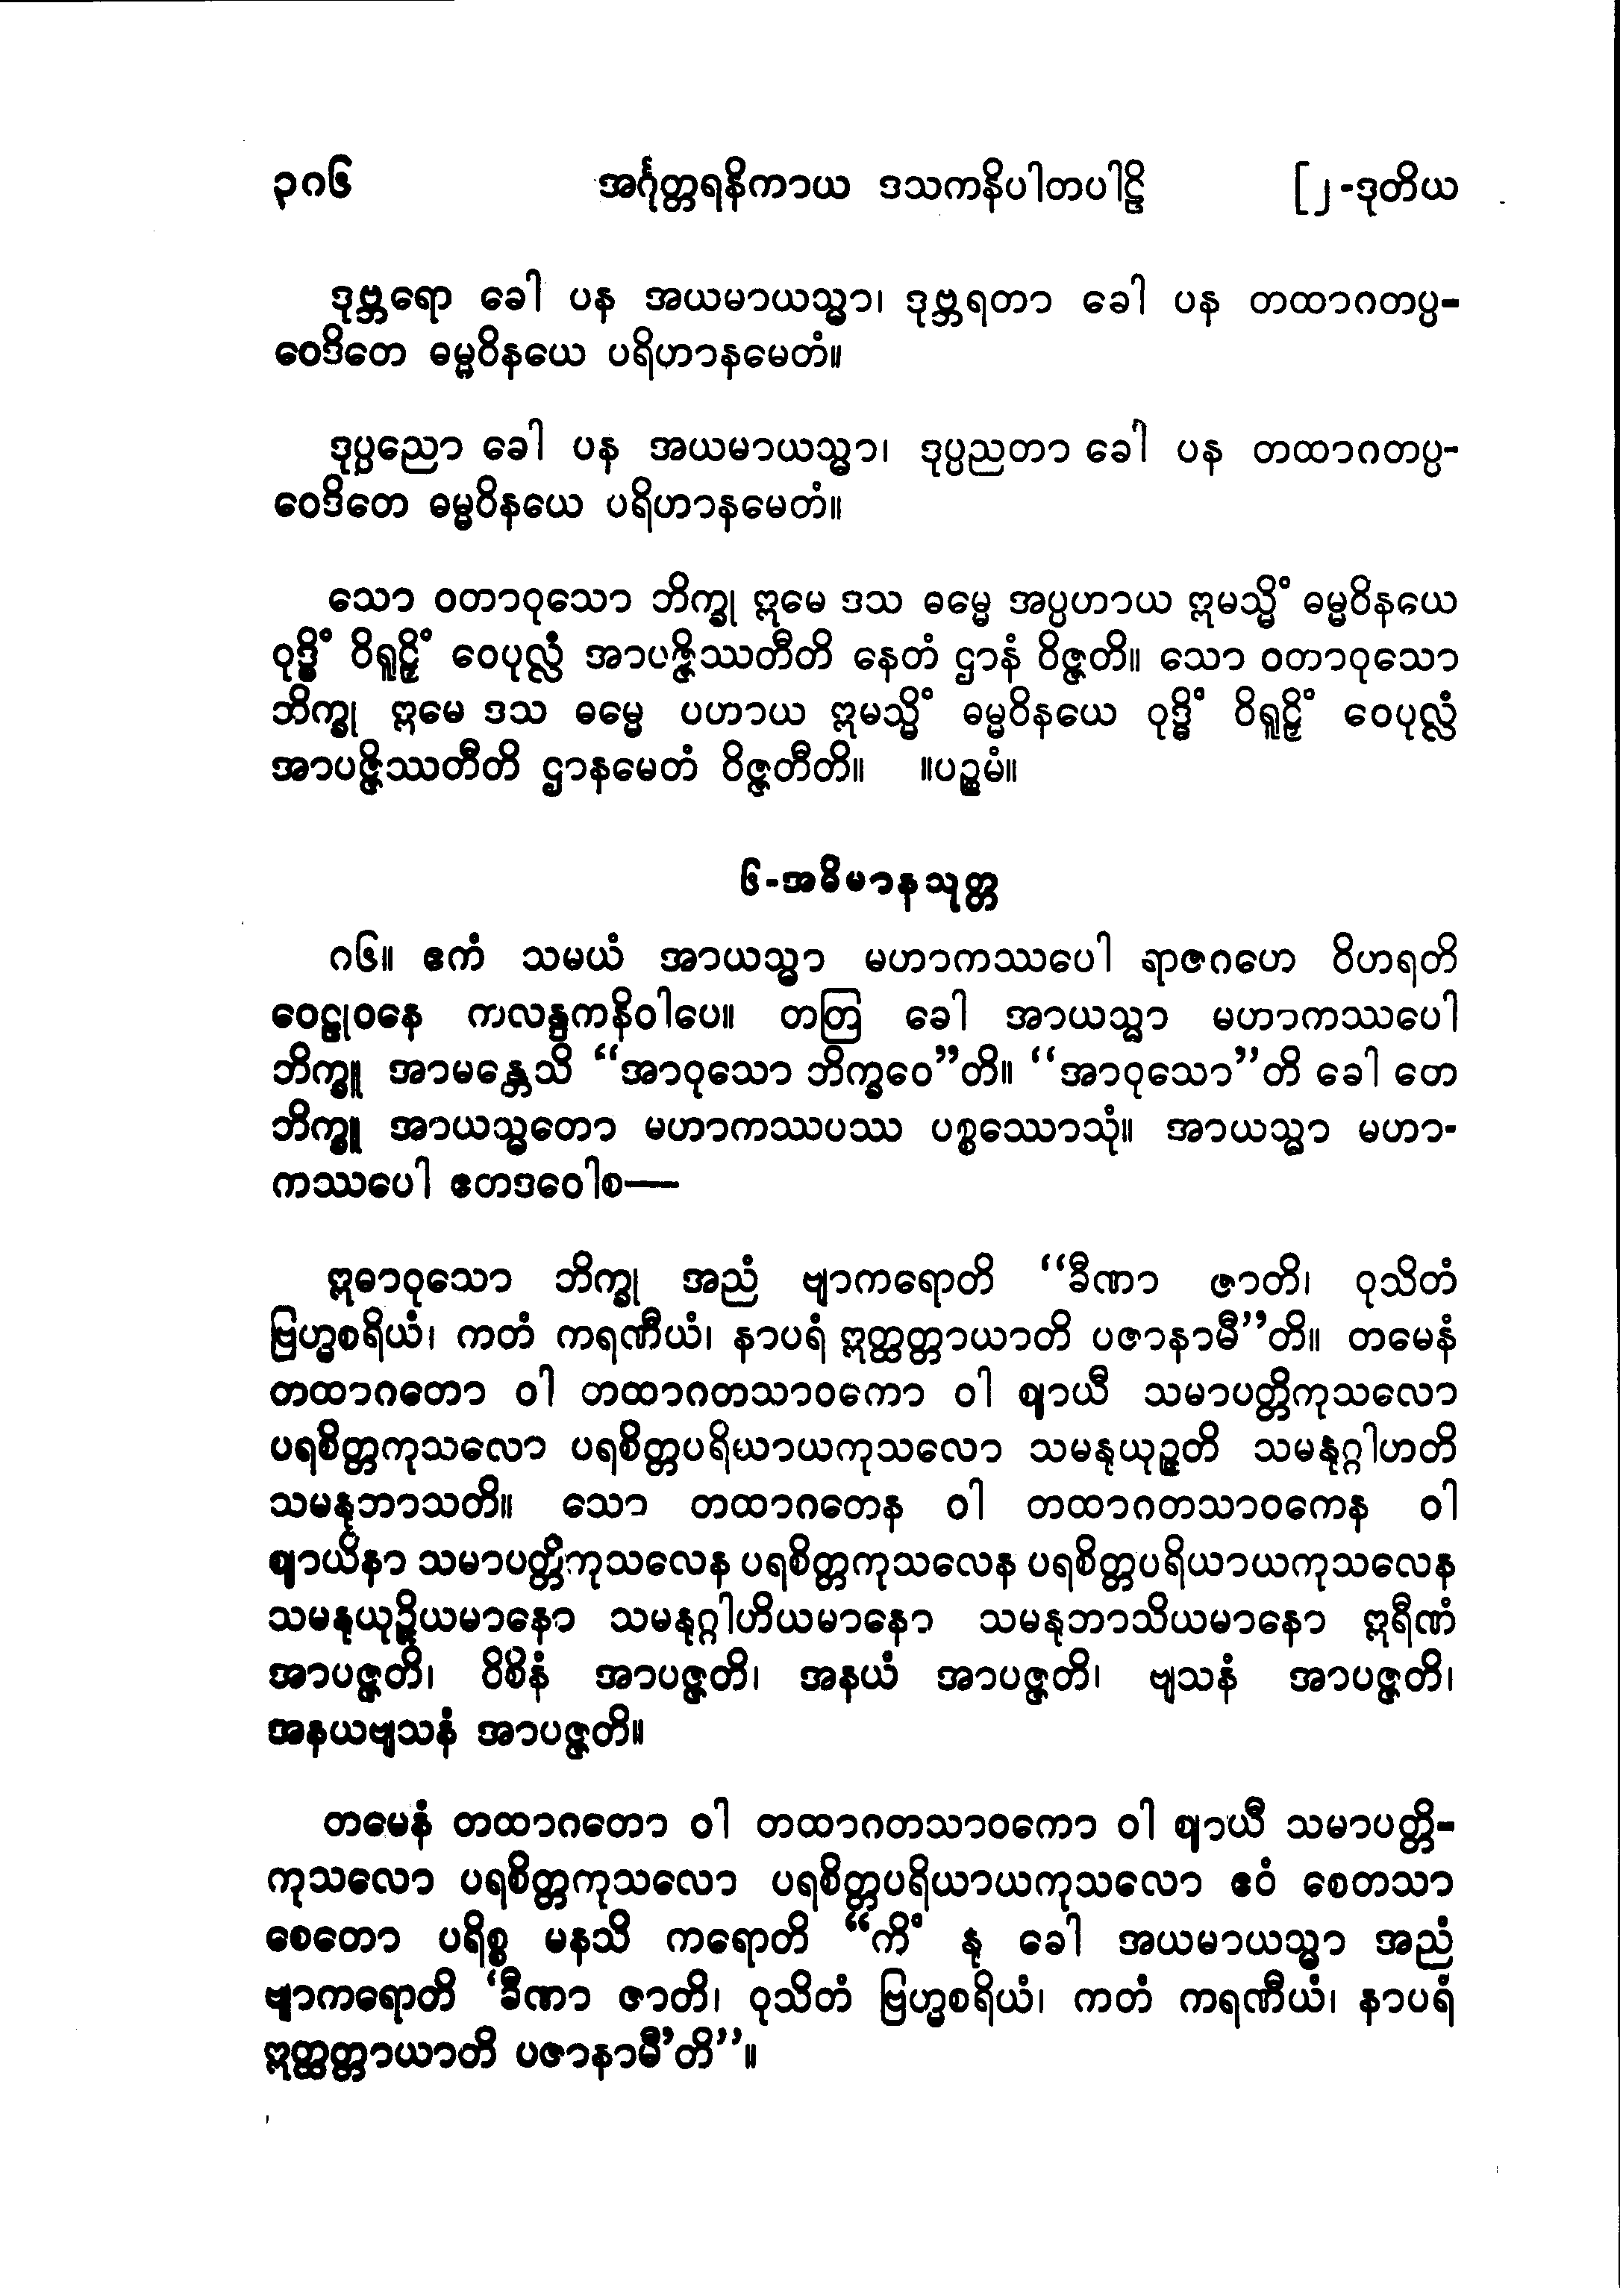 ၃၈၆ အင်္ဂုတ္တရနိကာယ ဒသကနိပါတပါဠိ [၂-ဒုတိယ
ဒုဗ္ဘရော ခေါ ပန အယမာယသ္မာ၊ ဒုဗ္ဘရတာ ခေါ ပန တထာဂတပ္ပ-
ဝေဒိတေ ဓမ္မဝိနယေ ပရိဟာနမေတံ။
ဒုပ္ပညော ခေါ ပန အယမာယသ္မာ၊ ဒုပ္ပညတာ ခေါ ပန တထာဂတပ္ပ-
ဝေဒိတေ ဓမ္မဝိနယေ ပရိဟာနမေတံ။
သော ဝတာဝုသော ဘိက္ခု ဣမေ ဒသ ဓမ္မေ အပ္ပဟာယ ဣမသ္မိံ ဓမ္မဝိနယေ
ဝုဒ္ဓိံ ဝိရူဠှိံ ဝေပုလ္လံ အာပဇ္ဇိဿတီတိ နေတံ ဌာနံ ဝိဇ္ဇတိ။ သော ဝတာဝုသော
ဘိက္ခု ဣမေ ဒသ ဓမ္မေ ပဟာယ ဣမသ္မိံ ဓမ္မဝိနယေ ဝုဒ္ဓိံ ဝိရူဠှိံ ဝေပုလ္လံ
အာပဇ္ဇိဿတီတိ ဌာနမေတံ ဝိဇ္ဇတီတိ။ ။ပဉ္စမံ။
၆-အဓိမာနသုတ္တ
၈၆။ ဧကံ သမယံ အာယသ္မာ မဟာကဿပေါ ရာဇဂဟေ ဝိဟရတိ
ဝေဠုဝနေ ကလန္ဒကနိဝါပေ။ တတြ ခေါ အာယသ္မာ မဟာကဿပေါ
ဘိက္ခူ အာမန္တေသိ “အာဝုသော ဘိက္ခဝေ”တိ။ “အာဝုသော”တိ ခေါ တေ
ဘိက္ခူ အာယသ္မတော မဟာကဿပဿ ပစ္စဿောသုံ။ အာယသ္မာ မဟာ-
ကဿပေါ ဧတဒဝေါစ—
ဣဓာဝုသော ဘိက္ခု အညံ ဗျာကရောတိ “ခီဏာ ဇာတိ၊ ဝုသိတံ
ဗြဟ္မစရိယံ၊ ကတံ ကရဏီယံ၊ နာပရံ ဣတ္ထတ္တာယာတိ ပဇာနာမီ”တိ။ တမေနံ
တထာဂတော ဝါ တထာဂတသာဝကော ဝါ ဈာယီ သမာပတ္တိကုသလော
ပရစိတ္တကုသလော ပရစိတ္တပရိယာယကုသလော သမနုယုဉ္ဇတိ သမနုဂ္ဂါဟတိ
သမနုဘာသတိ။ သော တထာဂတေန ဝါ တထာဂတသာဝကေန ဝါ
ဈာယိနာ သမာပတ္တိကုသလေန ပရစိတ္တကုသလေန ပရစိတ္တပရိယာယကုသလေန
သမနုယုဉ္ဇိယမာနော သမနုဂ္ဂါဟိယမာနော သမနုဘာသိယမာနော ဣရီဏံ
အာပဇ္ဇတိ၊ ဝိစိနံ အာပဇ္ဇတိ၊ အနယံ အာပဇ္ဇတိ၊ ဗျသနံ အာပဇ္ဇတိ၊
အနယဗျသနံ အာပဇ္ဇတိ။
တမေနံ တထာဂတော ဝါ တထာဂတသာဝကော ဝါ ဈာယီ သမာပတ္တိ-
ကုသလော ပရစိတ္တကုသလော ပရစိတ္တပရိယာယကုသလော ဧဝံ စေတသာ
စေတော ပရိစ္စ မနသိ ကရောတိ “ကိံ နု ခေါ အယမာယသ္မာ အညံ
ဗျာကရောတိ ‘ခီဏာ ဇာတိ၊ ဝုသိတံ ဗြဟ္မစရိယံ၊ ကတံ ကရဏီယံ၊ နာပရံ
ဣတ္ထတ္တာယာတိ ပဇာနာမီ’တိ”။